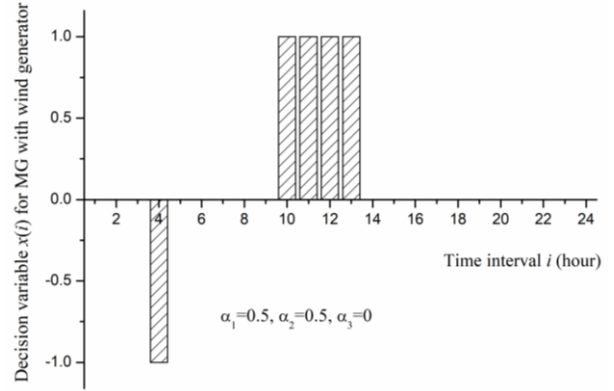 Decision variable x(i) for MG with wind generator
1.0
0.5
0.0
-0.5
-1.0
2 4 6 8 10 12 14 16 18 20 22 24
Time interval i (hour)
α₁=0.5, α₂=0.5, α₃=0